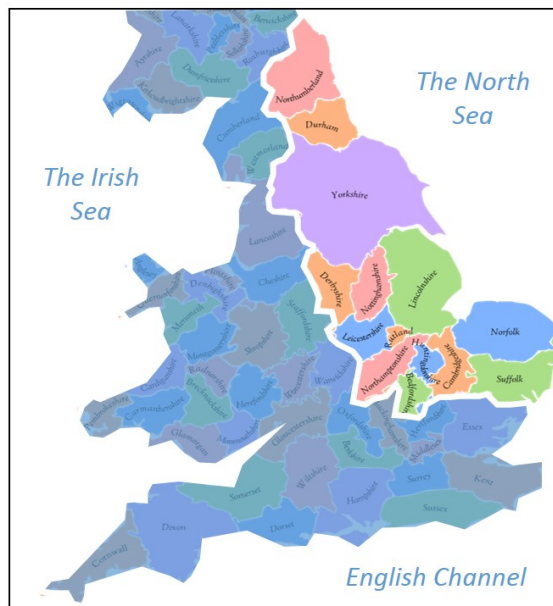 Berwickshire
Lanarkshire
Ayrshire
Dumfriesshire
Kirkcudbrightshire
Northumberland
The North
Sea
Durham
Cumberland
Westmorland
The Irish
Sea
Yorkshire
Lancashire
Derbyshire
Nottinghamshire
Lincolnshire
Cheshire
Denbighshire
Merioneth
Staffordshire
Leicestershire
Rutland
Norfolk
Montgomeryshire
Shropshire
Northamptonshire
Huntingdonshire
Cambridgeshire
Suffolk
Bedfordshire
Cardiganshire
Radnorshire
Worcestershire
Warwickshire
Pembrokeshire
Carmarthenshire
Brecknockshire
Herefordshire
Glamorgan
Monmouthshire
Gloucestershire
Oxfordshire
Buckinghamshire
Hertfordshire
Essex
Middlesex
Berkshire
Wiltshire
Surrey
Kent
Somerset
Hampshire
Sussex
Devon
Dorset
Cornwall
English Channel